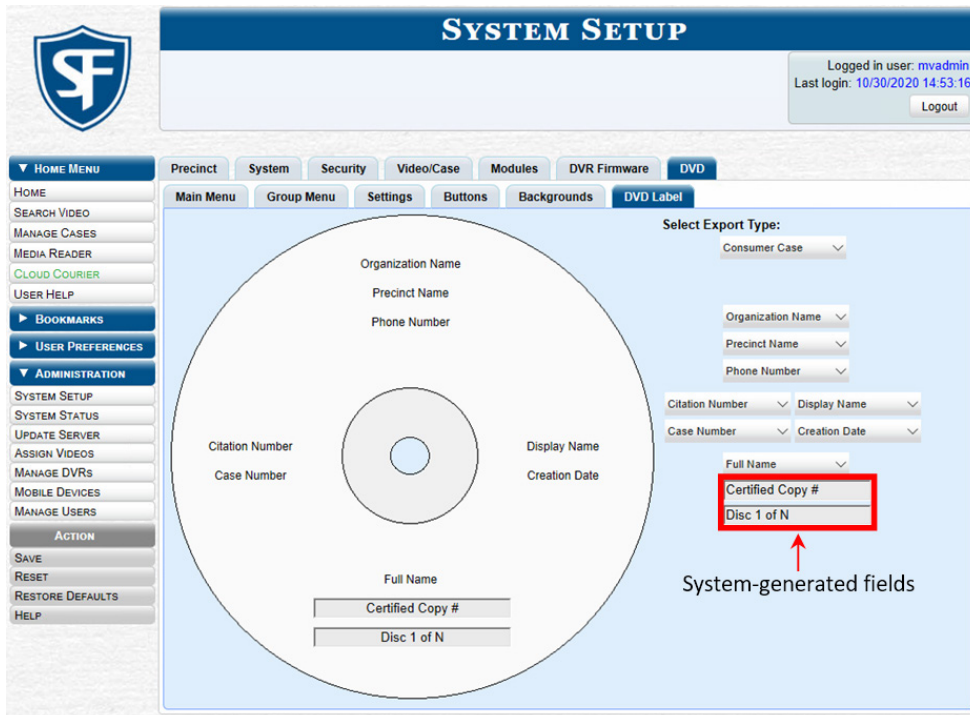 SYSTEM SETUP
SF
Logged in user: mvadmin
Last login: 10/30/2020 14:53:16
Logout
▼ HOME MENU
HOME
SEARCH VIDEO
MANAGE CASES
MEDIA READER
CLOUD COURIER
USER HELP
► BOOKMARKS
► USER PREFERENCES
▼ ADMINISTRATION
SYSTEM SETUP
SYSTEM STATUS
UPDATE SERVER
ASSIGN VIDEOS
MANAGE DVRS
MOBILE DEVICES
MANAGE USERS
ACTION
SAVE
RESET
RESTORE DEFAULTS
HELP
Precinct System Security Video/Case Modules DVR Firmware DVD
Main Menu Group Menu Settings Buttons Backgrounds DVD Label
Organization Name
Precinct Name
Phone Number
Citation Number
Case Number
Display Name
Creation Date
Full Name
Certified Copy #
Disc 1 of N
Select Export Type:
Consumer Case
Organization Name
Precinct Name
Phone Number
Citation Number Display Name
Case Number Creation Date
Full Name
Certified Copy #
Disc 1 of N
System-generated fields